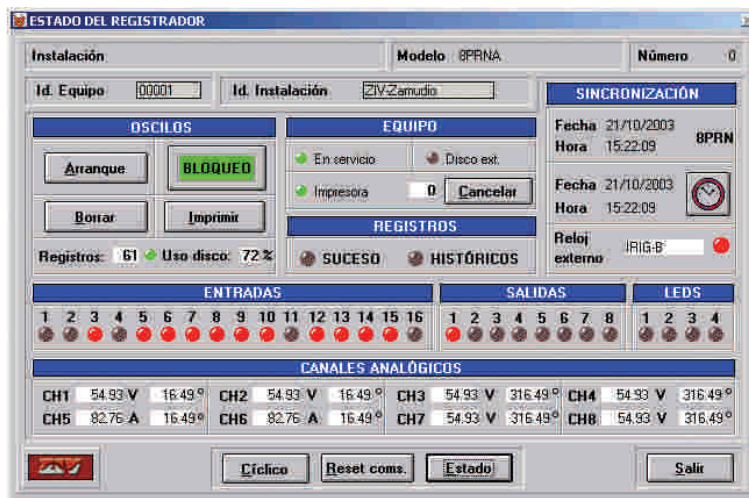 ESTADO DEL REGISTRADOR
Instalación Modelo 8PRNA Número 0
Id. Equipo 00001 Id. Instalación ZIV-Zamudio
OSCILOS
Arranque BLOQUEO
Borrar Imprimir
Registros: 61 Uso disco: 72 %
EQUIPO
En servicio Disco ext.
Impresora 0 Cancelar
REGISTROS
SUCESO HISTÓRICOS
SINCRONIZACIÓN
Fecha 21/10/2003
Hora 15:22:09 8PRN
Fecha 21/10/2003
Hora 15:22:09
Reloj externo IRIG-B
ENTRADAS
1 2 3 4 5 6 7 8 9 10 11 12 13 14 15 16
SALIDAS
1 2 3 4 5 6 7 8
LEDS
1 2 3 4
CANALES ANALÓGICOS
CH1 54.93 V 16.49 º CH2 54.93 V 16.49 º CH3 54.93 V 316.49 º CH4 54.93 V 316.49 º
CH5 82.76 A 16.49 º CH6 82.76 A 16.49 º CH7 54.93 V 316.49 º CH8 54.93 V 316.49 º
ZIV Cíclico Reset coms. Estado Salir